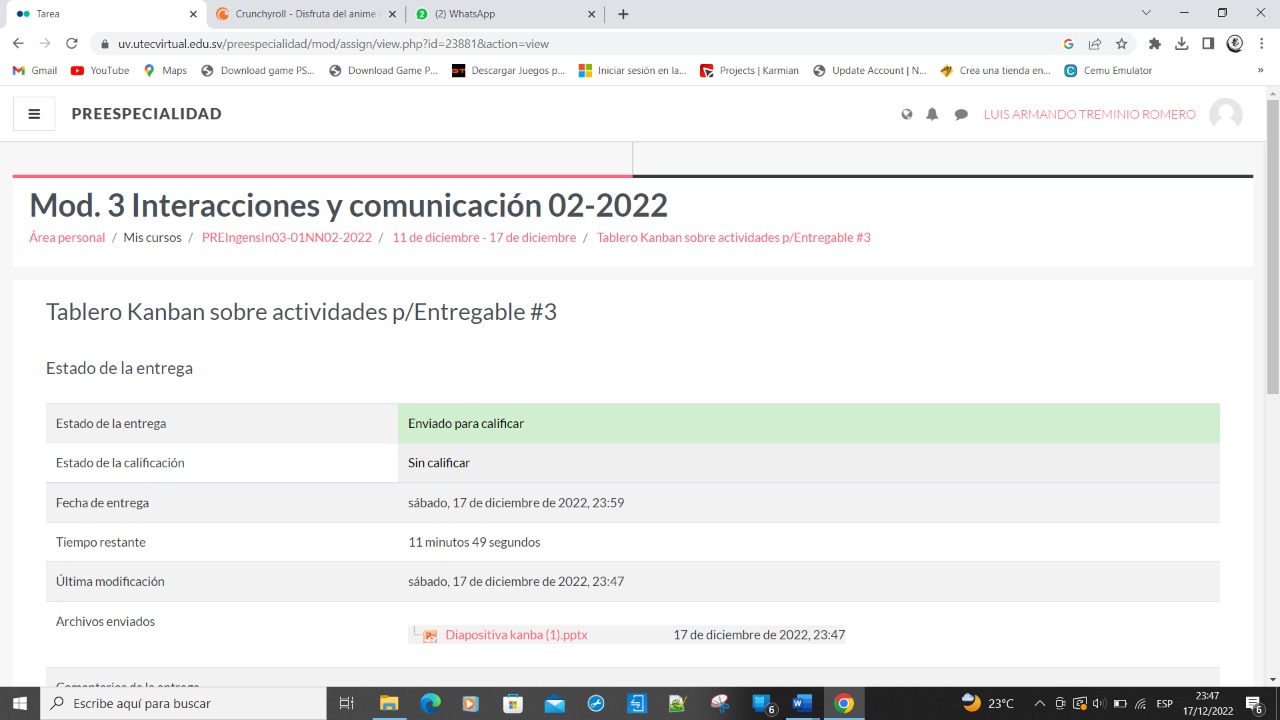 Tarea
Crunchyroll - Disfruta del anime
(2) WhatsApp
uv.utecvirtual.edu.sv/preespecialidad/mod/assign/view.php?id=23881&action=view
Gmail
YouTube
Maps
Download game PS...
Download Game P...
Descargar Juegos p...
Iniciar sesión en la...
Projects | Karmian
Update Account | N...
Crea una tienda en...
Cemu Emulator
»
PREESPECIALIDAD
LUIS ARMANDO TREMINIO ROMERO
Mod. 3 Interacciones y comunicación 02-2022
Área personal / Mis cursos / PREIngensIn03-01NN02-2022 / 11 de diciembre - 17 de diciembre / Tablero Kanban sobre actividades p/Entregable #3
Tablero Kanban sobre actividades p/Entregable #3
Estado de la entrega
Estado de la entrega Enviado para calificar
Estado de la calificación Sin calificar
Fecha de entrega sábado, 17 de diciembre de 2022, 23:59
Tiempo restante 11 minutos 49 segundos
Última modificación sábado, 17 de diciembre de 2022, 23:47
Archivos enviados
Diapositiva kanba (1).pptx 17 de diciembre de 2022, 23:47
Comentarios de la entrega
Escribe aquí para buscar
6
23°C
ESP
23:47
17/12/2022
6